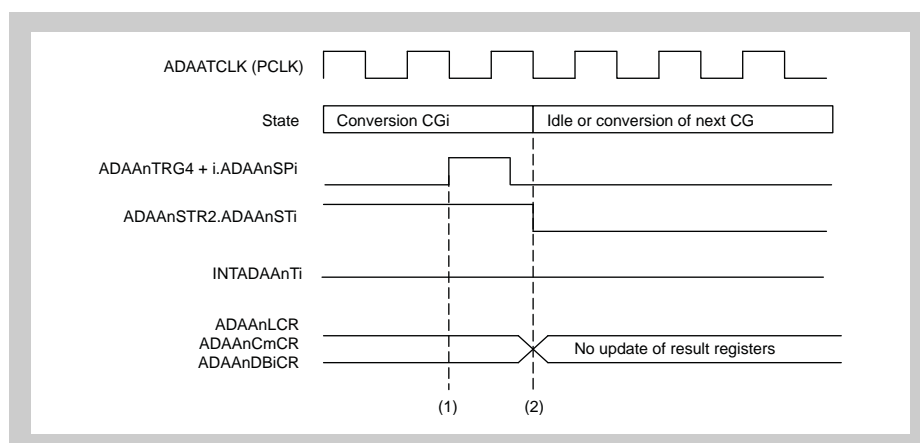 ADAATCLK (PCLK)
State
Conversion CGi
Idle or conversion of next CG
ADAAnTRG4 + i.ADAAnSPi
ADAAnSTR2.ADAAnSTi
INTADAAnTi
ADAAnLCR
ADAAnCmCR
ADAAnDBiCR
No update of result registers
(1)
(2)